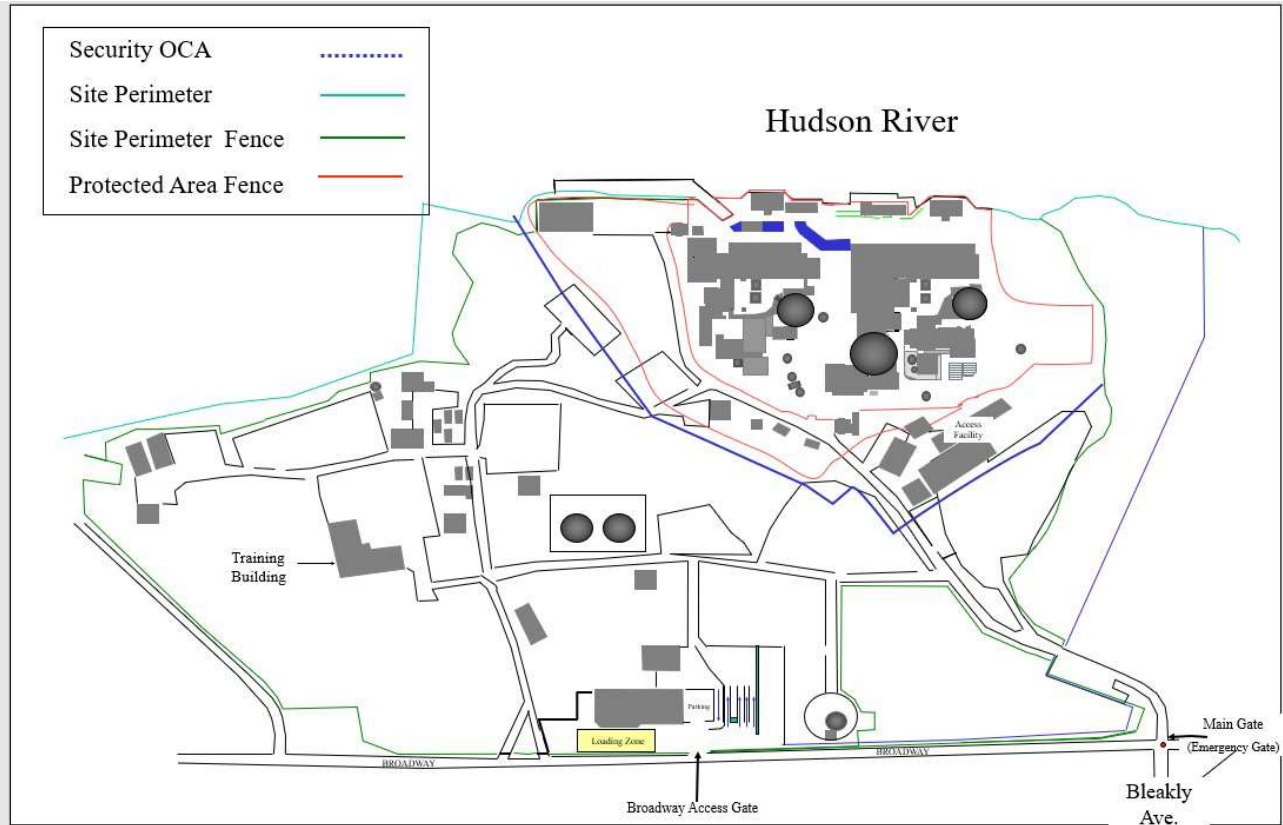 Security OCA
Site Perimeter
Site Perimeter Fence
Protected Area Fence
Hudson River
Access
Facility
Training
Building
Parking
Loading Zone
BROADWAY
BROADWAY
Main Gate
(Emergency Gate)
Broadway Access Gate
Bleakly
Ave.